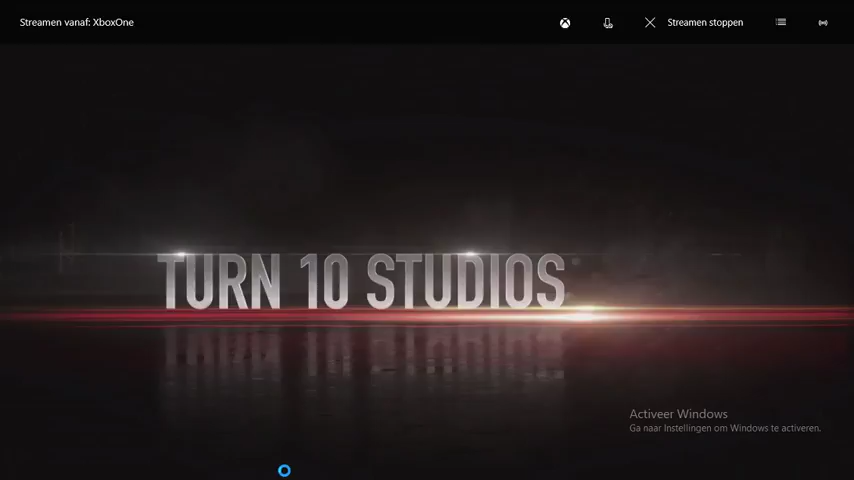 Streamen vanaf: XboxOne
Streamen stoppen
TURN 10 STUDIOS
Activeer Windows
Ga naar Instellingen om Windows te activeren.